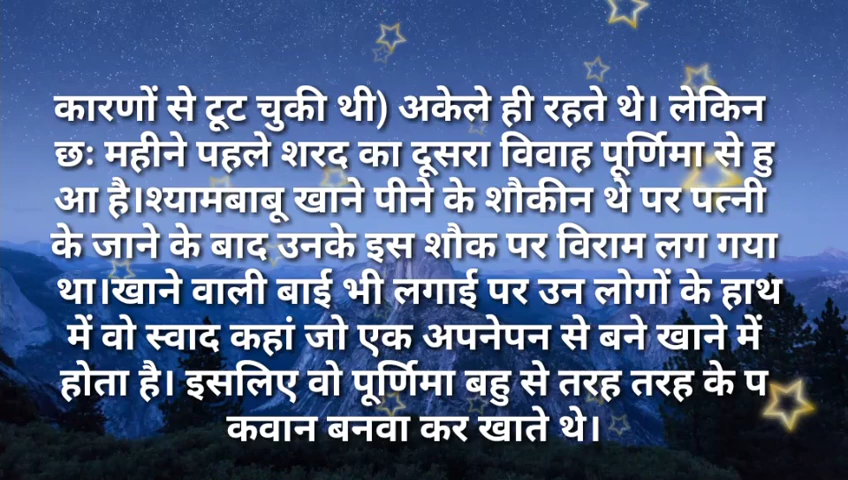 कारणों से टूट चुकी थी) अकेले ही रहते थे। लेकिन
छः महीने पहले शरद का दूसरा विवाह पूर्णिमा से हु
आ है।श्यामबाबू खाने पीने के शौकीन थे पर पत्नी
के जाने के बाद उनके इस शौक पर विराम लग गया
था।खाने वाली बाई भी लगाई पर उन लोगों के हाथ
में वो स्वाद कहां जो एक अपनेपन से बने खाने में
होता है। इसलिए वो पूर्णिमा बहु से तरह तरह के प
कवान बनवा कर खाते थे।